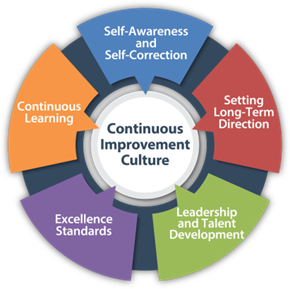 Self-Awareness
and
Self-Correction
Setting
Long-Term
Direction
Leadership
and Talent
Development
Excellence
Standards
Continuous
Learning
Continuous
Improvement
Culture